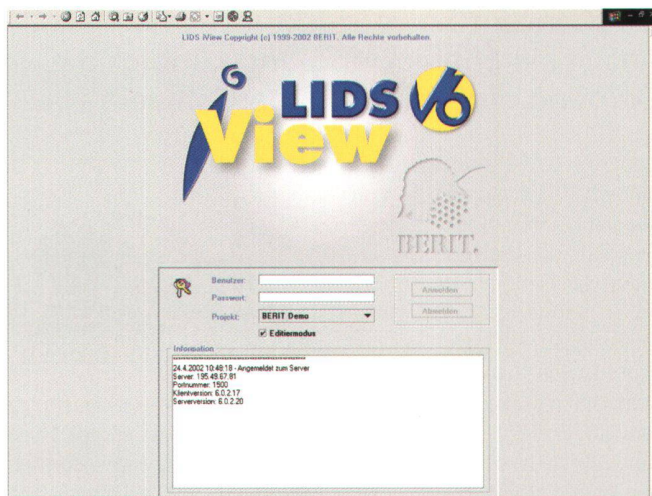 LIDS iView Copyright (c) 1999-2002 BERIT. Alle Rechte vorbehalten.
LIDS V6
iView
BERIT.
Benutzer:
Passwort:
Anmelden
Abmelden
Projekt: BERIT Demo
Editiermodus
Information
24.4.2002 10:48:18 - Angemeldet zum Server
Server: 195.49.67.81
Portnummer: 1500
Klientversion: 6.0.2.17
Serverversion: 6.0.2.20